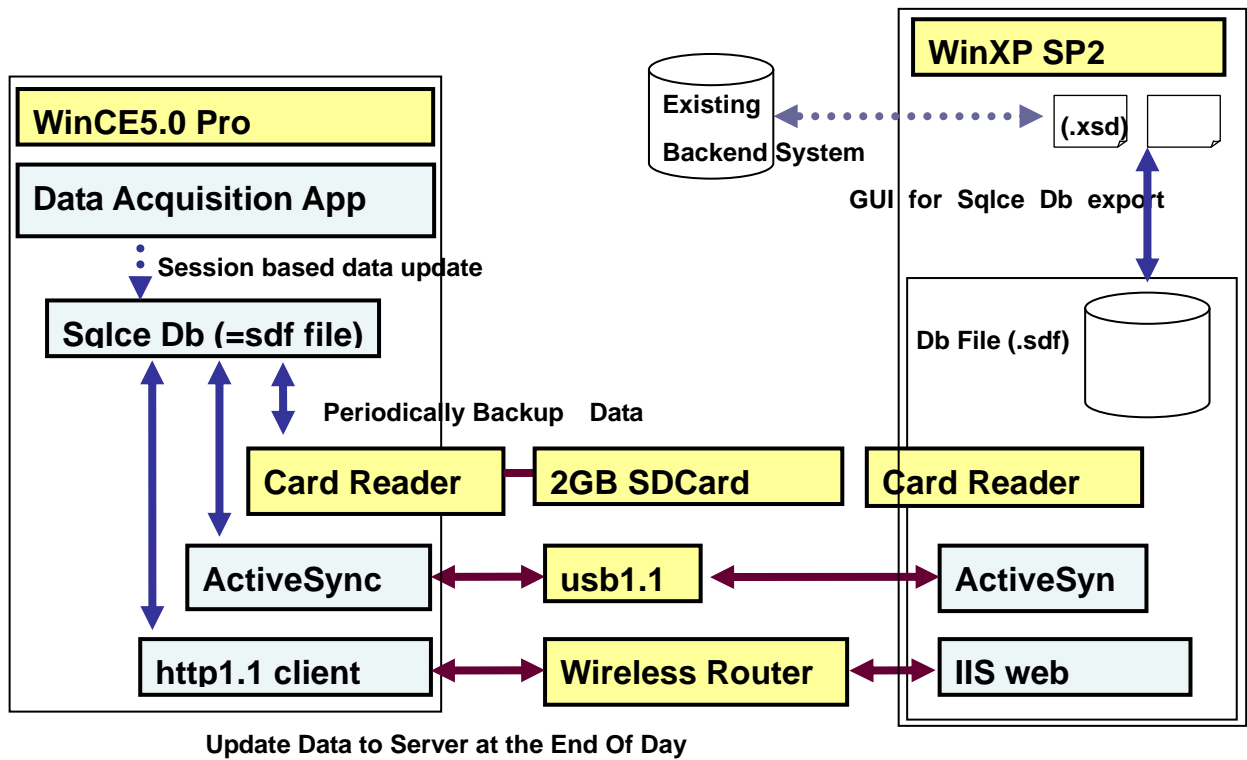 WinXP SP2
Existing
Backend System
(.xsd)
WinCE5.0 Pro
Data Acquisition App
GUI for Sqlce Db export
Session based data update
Sqlce Db (=sdf file)
Db File (.sdf)
Periodically Backup Data
Card Reader
2GB SDCard
Card Reader
ActiveSync
usb1.1
ActiveSyn
http1.1 client
Wireless Router
IIS web
Update Data to Server at the End Of Day